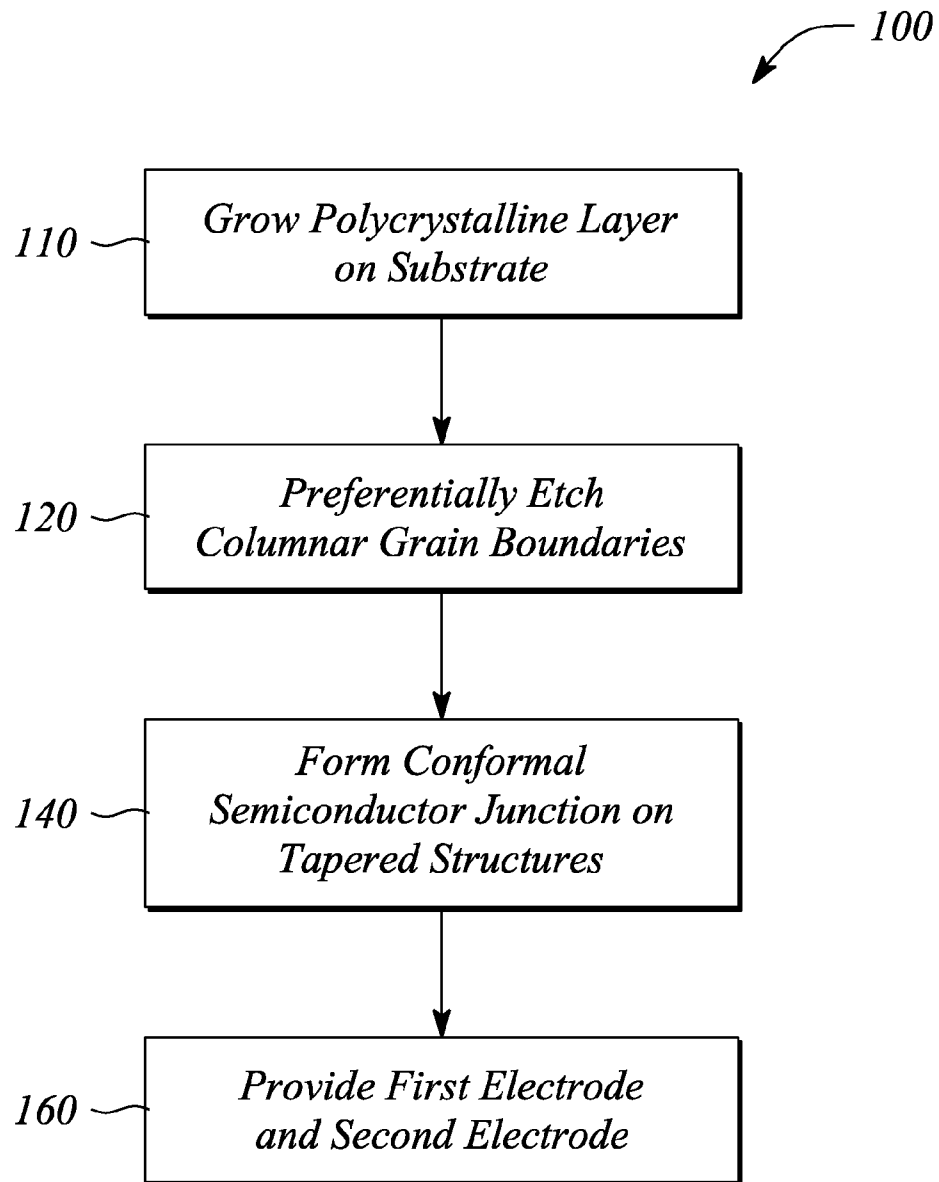 100
110
Grow Polycrystalline Layer
on Substrate
120
Preferentially Etch
Columnar Grain Boundaries
140
Form Conformal
Semiconductor Junction on
Tapered Structures
160
Provide First Electrode
and Second Electrode